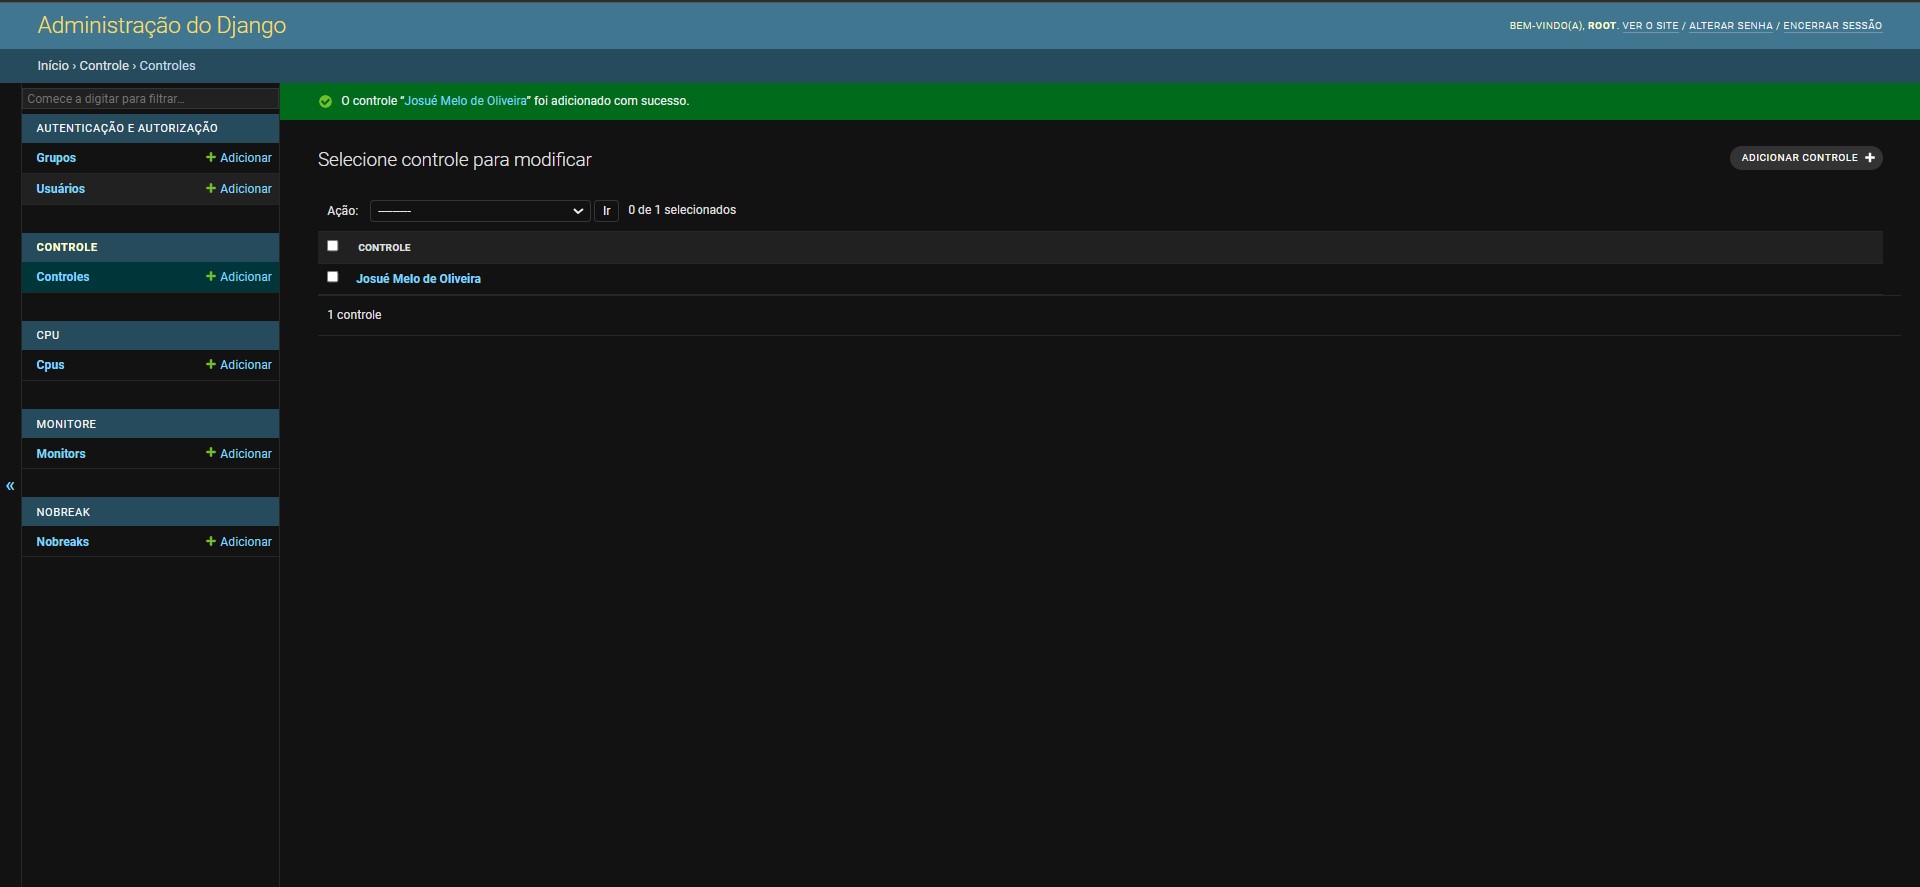 Administração do Django
BEM-VINDO(A), ROOT. VER O SITE / ALTERAR SENHA / ENCERRAR SESSÃO
Início › Controle › Controles
Comece a digitar para filtrar...
AUTENTICAÇÃO E AUTORIZAÇÃO
Grupos + Adicionar
Usuários + Adicionar
CONTROLE
Controles + Adicionar
CPU
Cpus + Adicionar
MONITORE
Monitors + Adicionar
NOBREAK
Nobreaks + Adicionar
«
O controle “Josué Melo de Oliveira” foi adicionado com sucesso.
Selecione controle para modificar
ADICIONAR CONTROLE +
Ação: --------- Ir 0 de 1 selecionados
CONTROLE
Josué Melo de Oliveira
1 controle